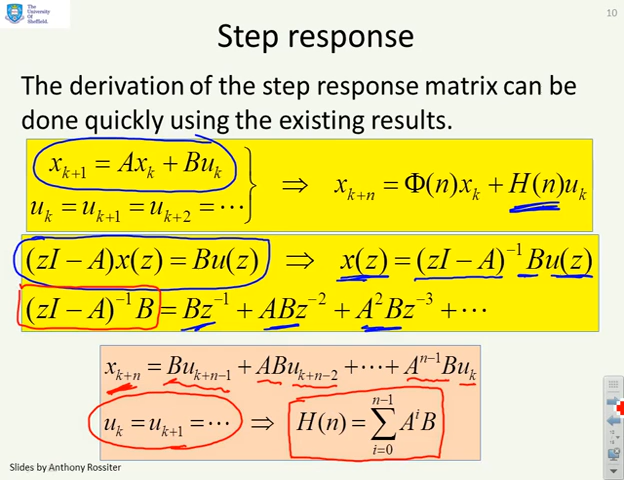 The
University
Of
Sheffield.
10
Step response
The derivation of the step response matrix can be
done quickly using the existing results.
x_{k+1} = Ax_k + Bu_k
u_k = u_{k+1} = u_{k+2} = ⋯ } ⇒ x_{k+n} = Φ(n)x_k + H(n)u_k
(zI − A)x(z) = Bu(z) ⇒ x(z) = (zI − A)^{−1}Bu(z)
(zI − A)^{−1}B = Bz^{−1} + ABz^{−2} + A^2Bz^{−3} + ⋯
x_{k+n} = Bu_{k+n−1} + ABu_{k+n−2} + ⋯ + A^{n−1}Bu_k
u_k = u_{k+1} = ⋯ ⇒ H(n) = ∑_{i=0}^{n−1} A^iB
Slides by Anthony Rossiter